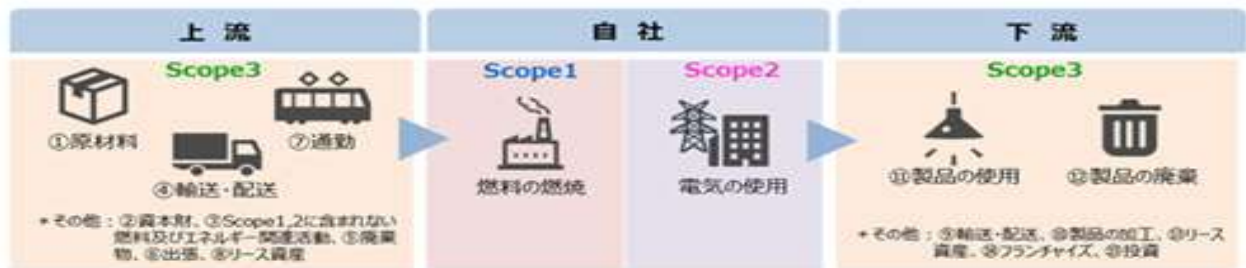 上流
自社
下流
Scope3
①原材料
④輸送・配送
⑦通勤
*その他：②資本財、③Scope1,2に含まれない
燃料及びエネルギー関連活動、⑤廃棄
物、⑥出張、⑧リース資産
Scope1
燃料の燃焼
Scope2
電気の使用
Scope3
⑪製品の使用
⑫製品の廃棄
*その他：⑨輸送・配送、⑩製品の加工、⑬リース
資産、⑭フランチャイズ、⑮投資